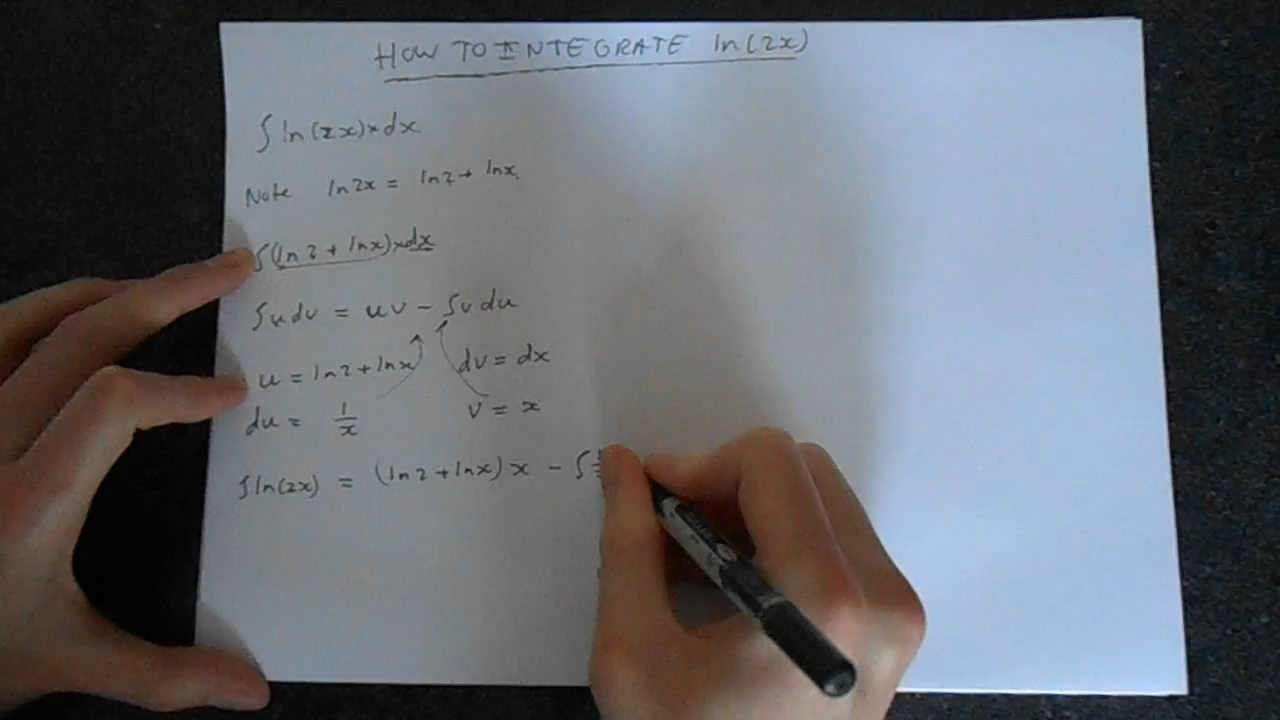 HOW TO INTEGRATE ln(2x)
∫ ln(2x)×dx
Note ln2x = ln2 + lnx.
∫(ln2 + lnx)×dx
∫udv = uv − ∫vdu
u = ln2 + lnx dv = dx
du = 1/x v = x
∫ln(2x) = (ln2 + lnx)x − ∫